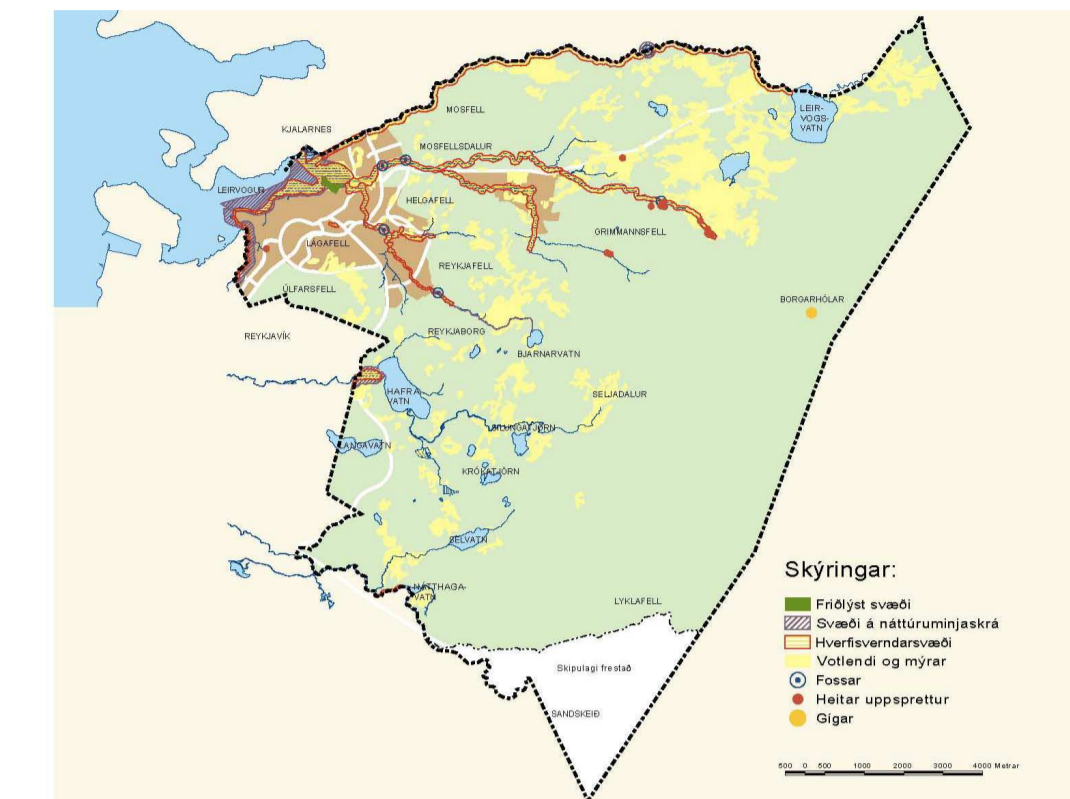 LEIR-
VOGS-
VATN
MOSFELL
KJALARNES
MOSFELLSDALUR
LEIRVOGUR
HELGAFELL
GRIMMANNSFELL
LÁGAFELL
REYKJAFELL
ÚLFARSFELL
BORGARHÓLAR
REYKJAVÍK
REYKJABORG
BJARNARVATN
HAFRA
VATN
SELJADALUR
SILUNGATJÖRN
LANGAVATN
KRÓKATJÖRN
SELVATN
NÁTTHAGA-
VATN
LYKLAFELL
Skipulagi frestað
SANDSKEIÐ
Skýringar:
Friðlýst svæði
Svæði á náttúruminjaskrá
Hverfisverndarsvæði
Votlendi og mýrar
Fossar
Heitar uppsprettur
Gígar
500 0 500 1000 2000 3000 4000 Metrar